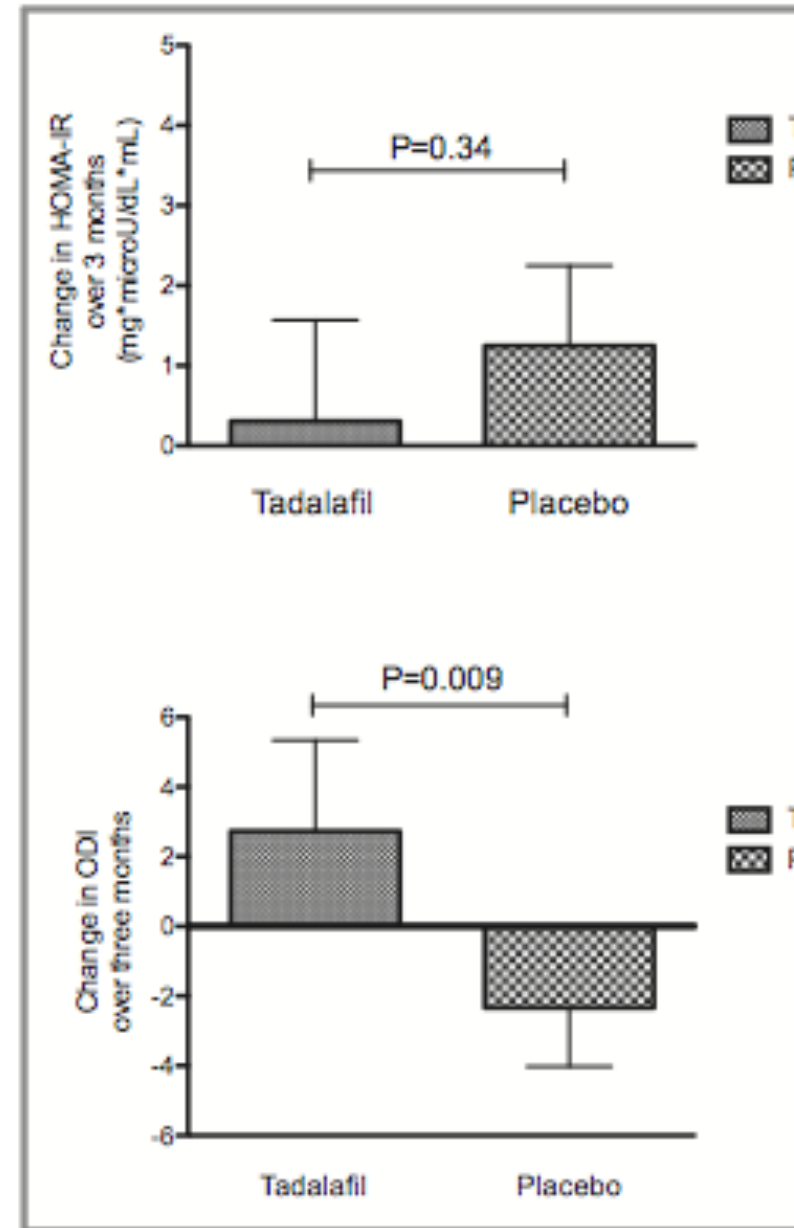 5
4
3
2
1
0
Change in HOMA-IR
over 3 months
(mg*microU/dL*mL)
P=0.34
Tadalafil
Placebo
P=0.009
6
4
2
0
-2
-4
-6
Change in ODI
over three months
Tadalafil
Placebo